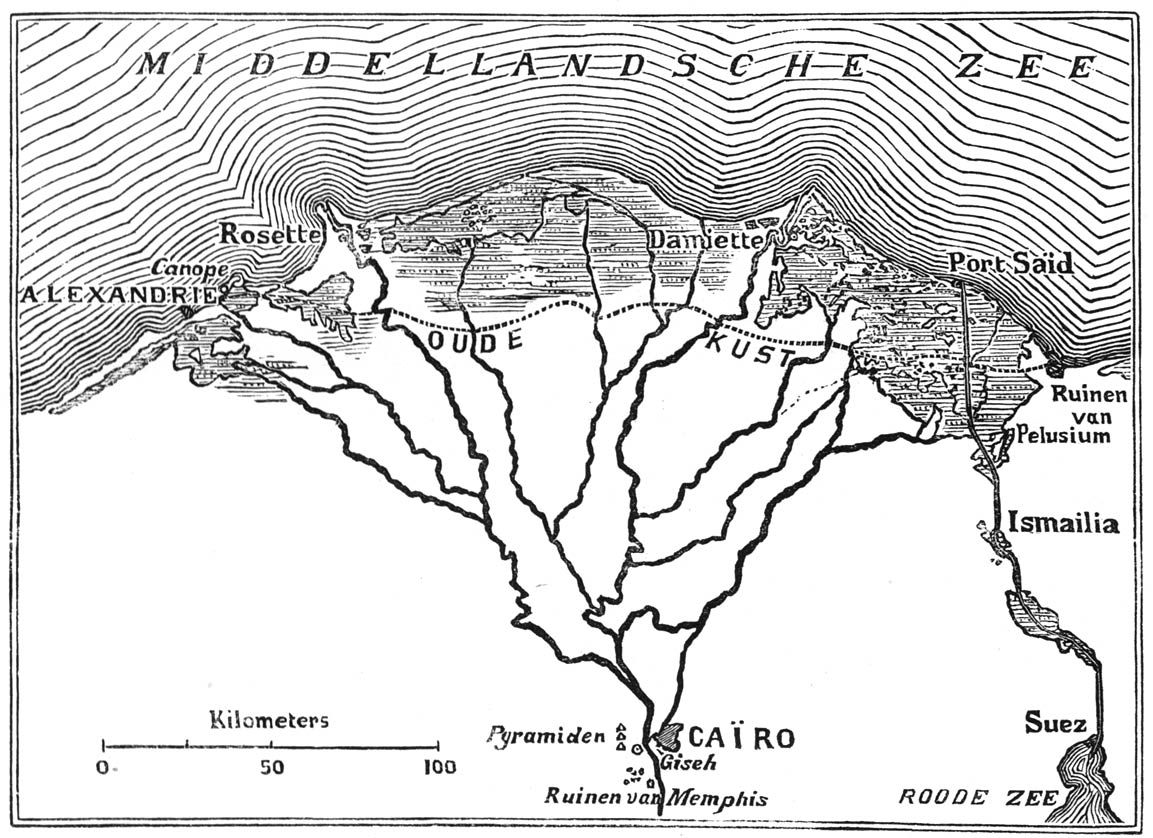 MIDDELLANDSCHE ZEE
Rosette
Damiette
Canope
Port Saïd
ALEXANDRIE
OUDE KUST
Ruinen
van
Pelusium
Ismailia
Kilometers
0 50 100
Suez
Pyramiden
CAÏRO
Giseh
Ruinen van Memphis
ROODE ZEE